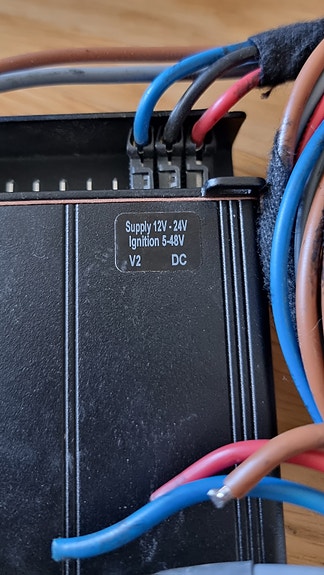 Supply 12V - 24V
Ignition 5-48V
V2 DC